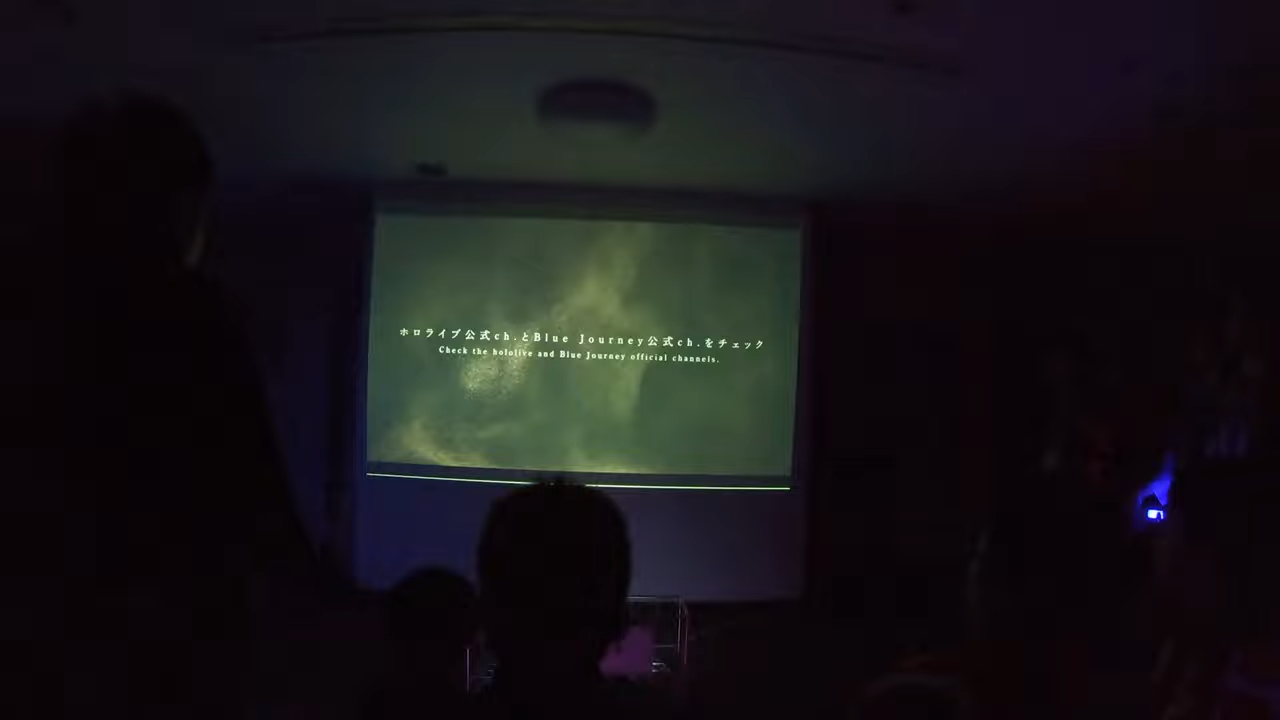 ホロライブ公式ch.とBlue Journey公式ch.をチェック
Check the hololive and Blue Journey official channels.